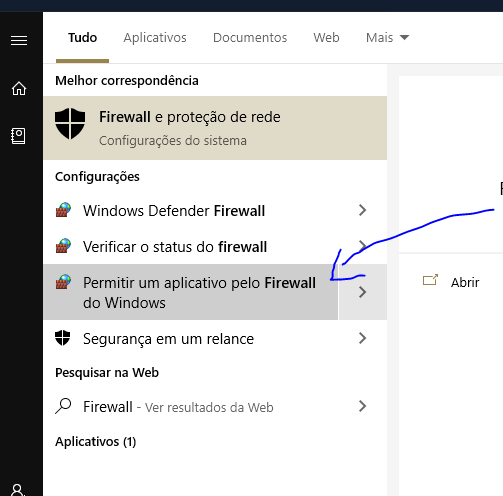 Tudo Aplicativos Documentos Web Mais
Melhor correspondência
Firewall e proteção de rede
Configurações do sistema
Configurações
Windows Defender Firewall
Verificar o status do firewall
Permitir um aplicativo pelo Firewall
do Windows
Segurança em um relance
Pesquisar na Web
Firewall - Ver resultados da Web
Aplicativos (1)
Abrir